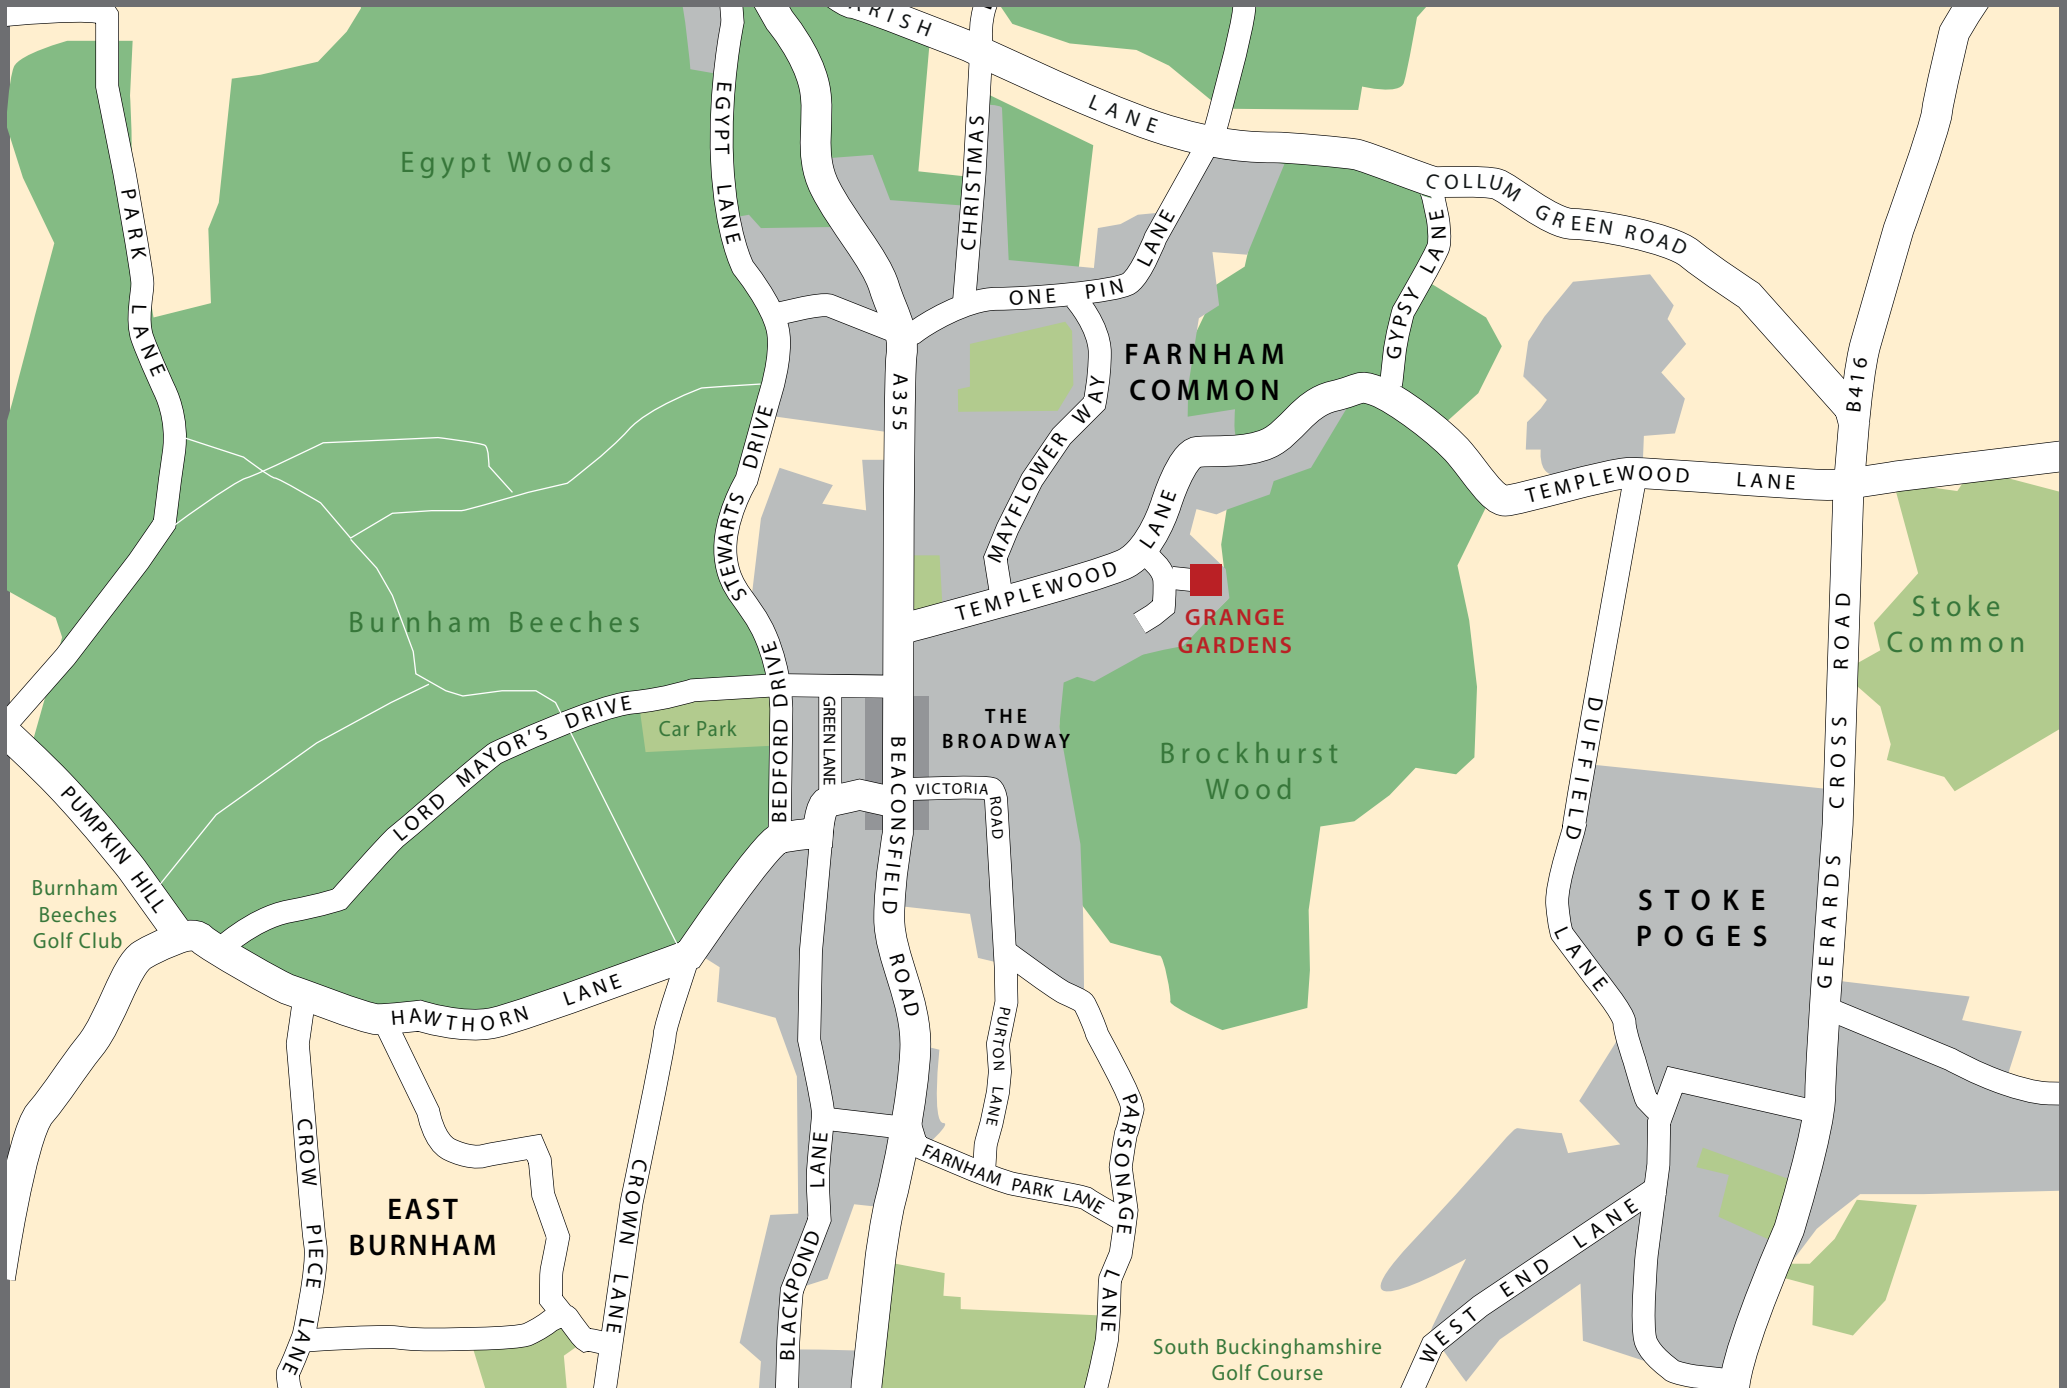 RISH
LANE
EGYPT LANE
CHRISTMAS
Egypt Woods
COLLUM GREEN ROAD
PARK LANE
GYPSY LANE
ONE PIN LANE
FARNHAM
COMMON
A355
B416
MAYFLOWER WAY
STEWARTS DRIVE
TEMPLEWOOD LANE
TEMPLEWOOD LANE
Burnham Beeches
GRANGE
GARDENS
Stoke
Common
BEDFORD DRIVE
LORD MAYOR'S DRIVE
Car Park
GREEN LANE
THE
BROADWAY
Brockhurst
Wood
DUFFIELD LANE
GERARDS CROSS ROAD
VICTORIA ROAD
BEACONSFIELD ROAD
PUMPKIN HILL
Burnham
Beeches
Golf Club
STOKE
POGES
HAWTHORN LANE
PURTON LANE
CROW PIECE LANE
CROWN LANE
BLACKPOND LANE
FARNHAM PARK LANE
PARSONAGE LANE
EAST
BURNHAM
WEST END LANE
South Buckinghamshire
Golf Course